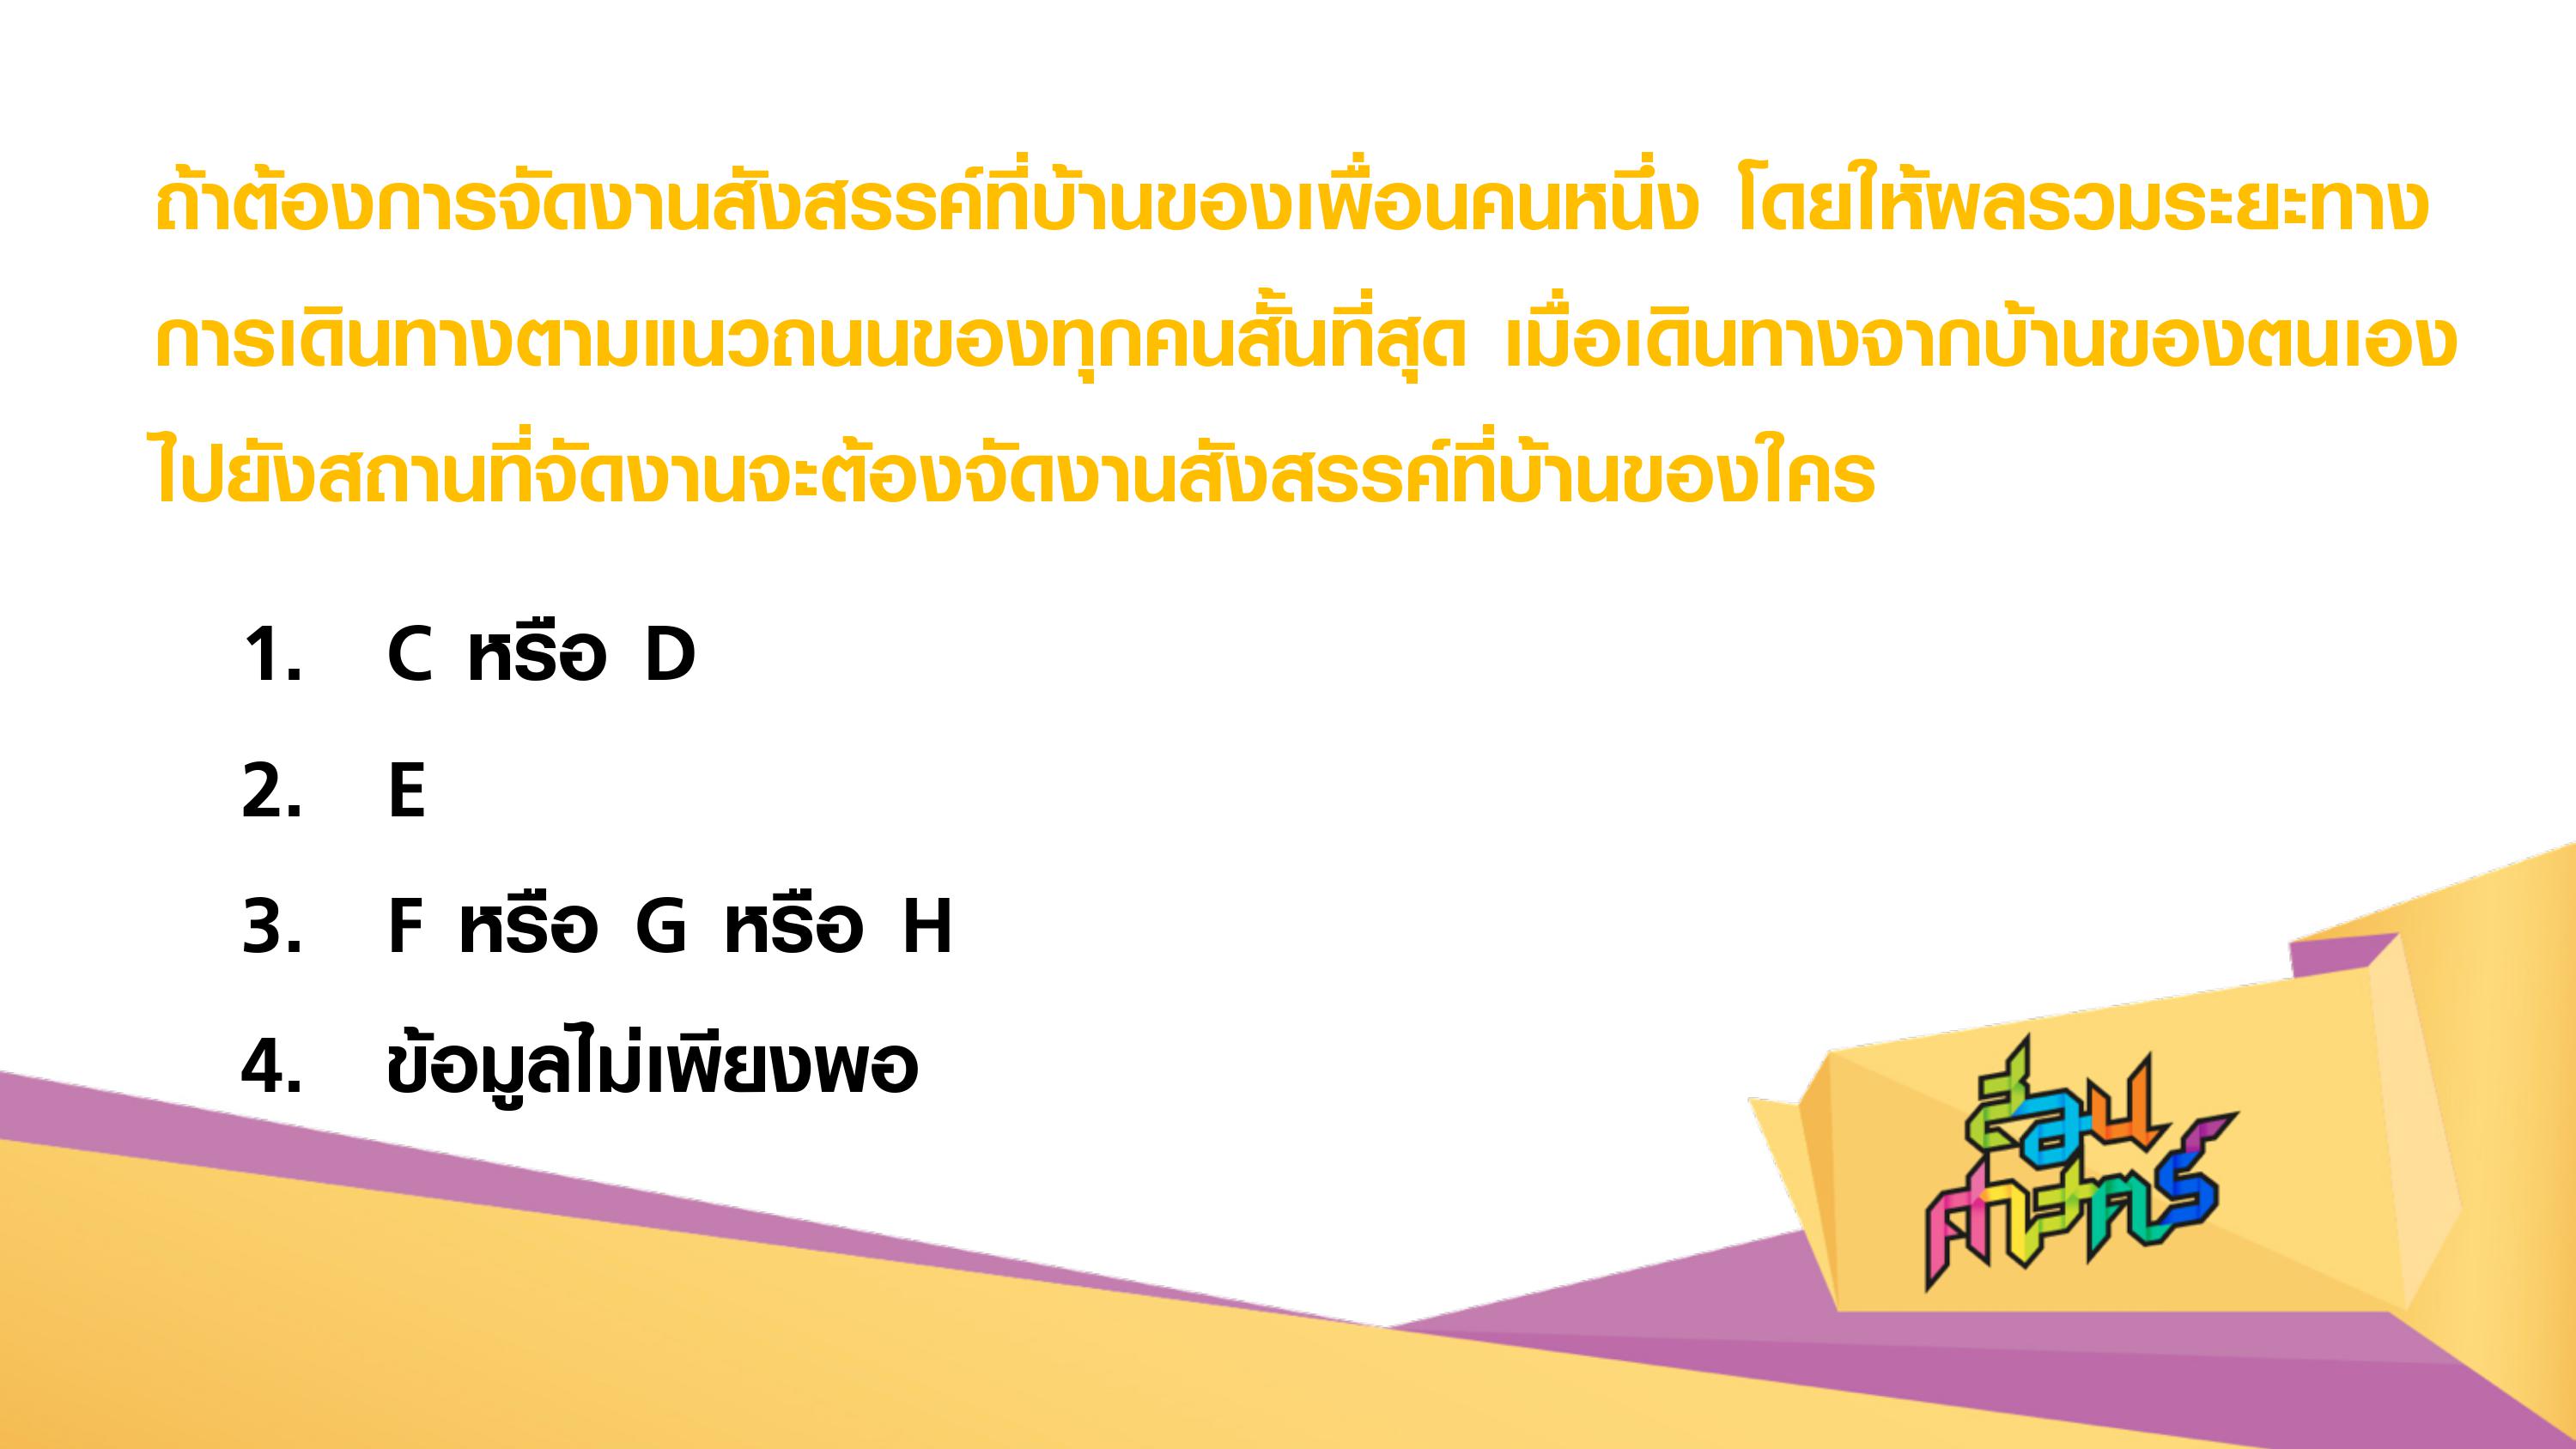 ถ้าต้องการจัดงานสังสรรค์ที่บ้านของเพื่อนคนหนึ่ง โดยให้ผลรวมระยะทาง
การเดินทางตามแนวถนนของทุกคนสั้นที่สุด เมื่อเดินทางจากบ้านของตนเอง
ไปยังสถานที่จัดงานจะต้องจัดงานสังสรรค์ที่บ้านของใคร
1. C หรือ D
2. E
3. F หรือ G หรือ H
4. ข้อมูลไม่เพียงพอ
สอน
ศาสตร์